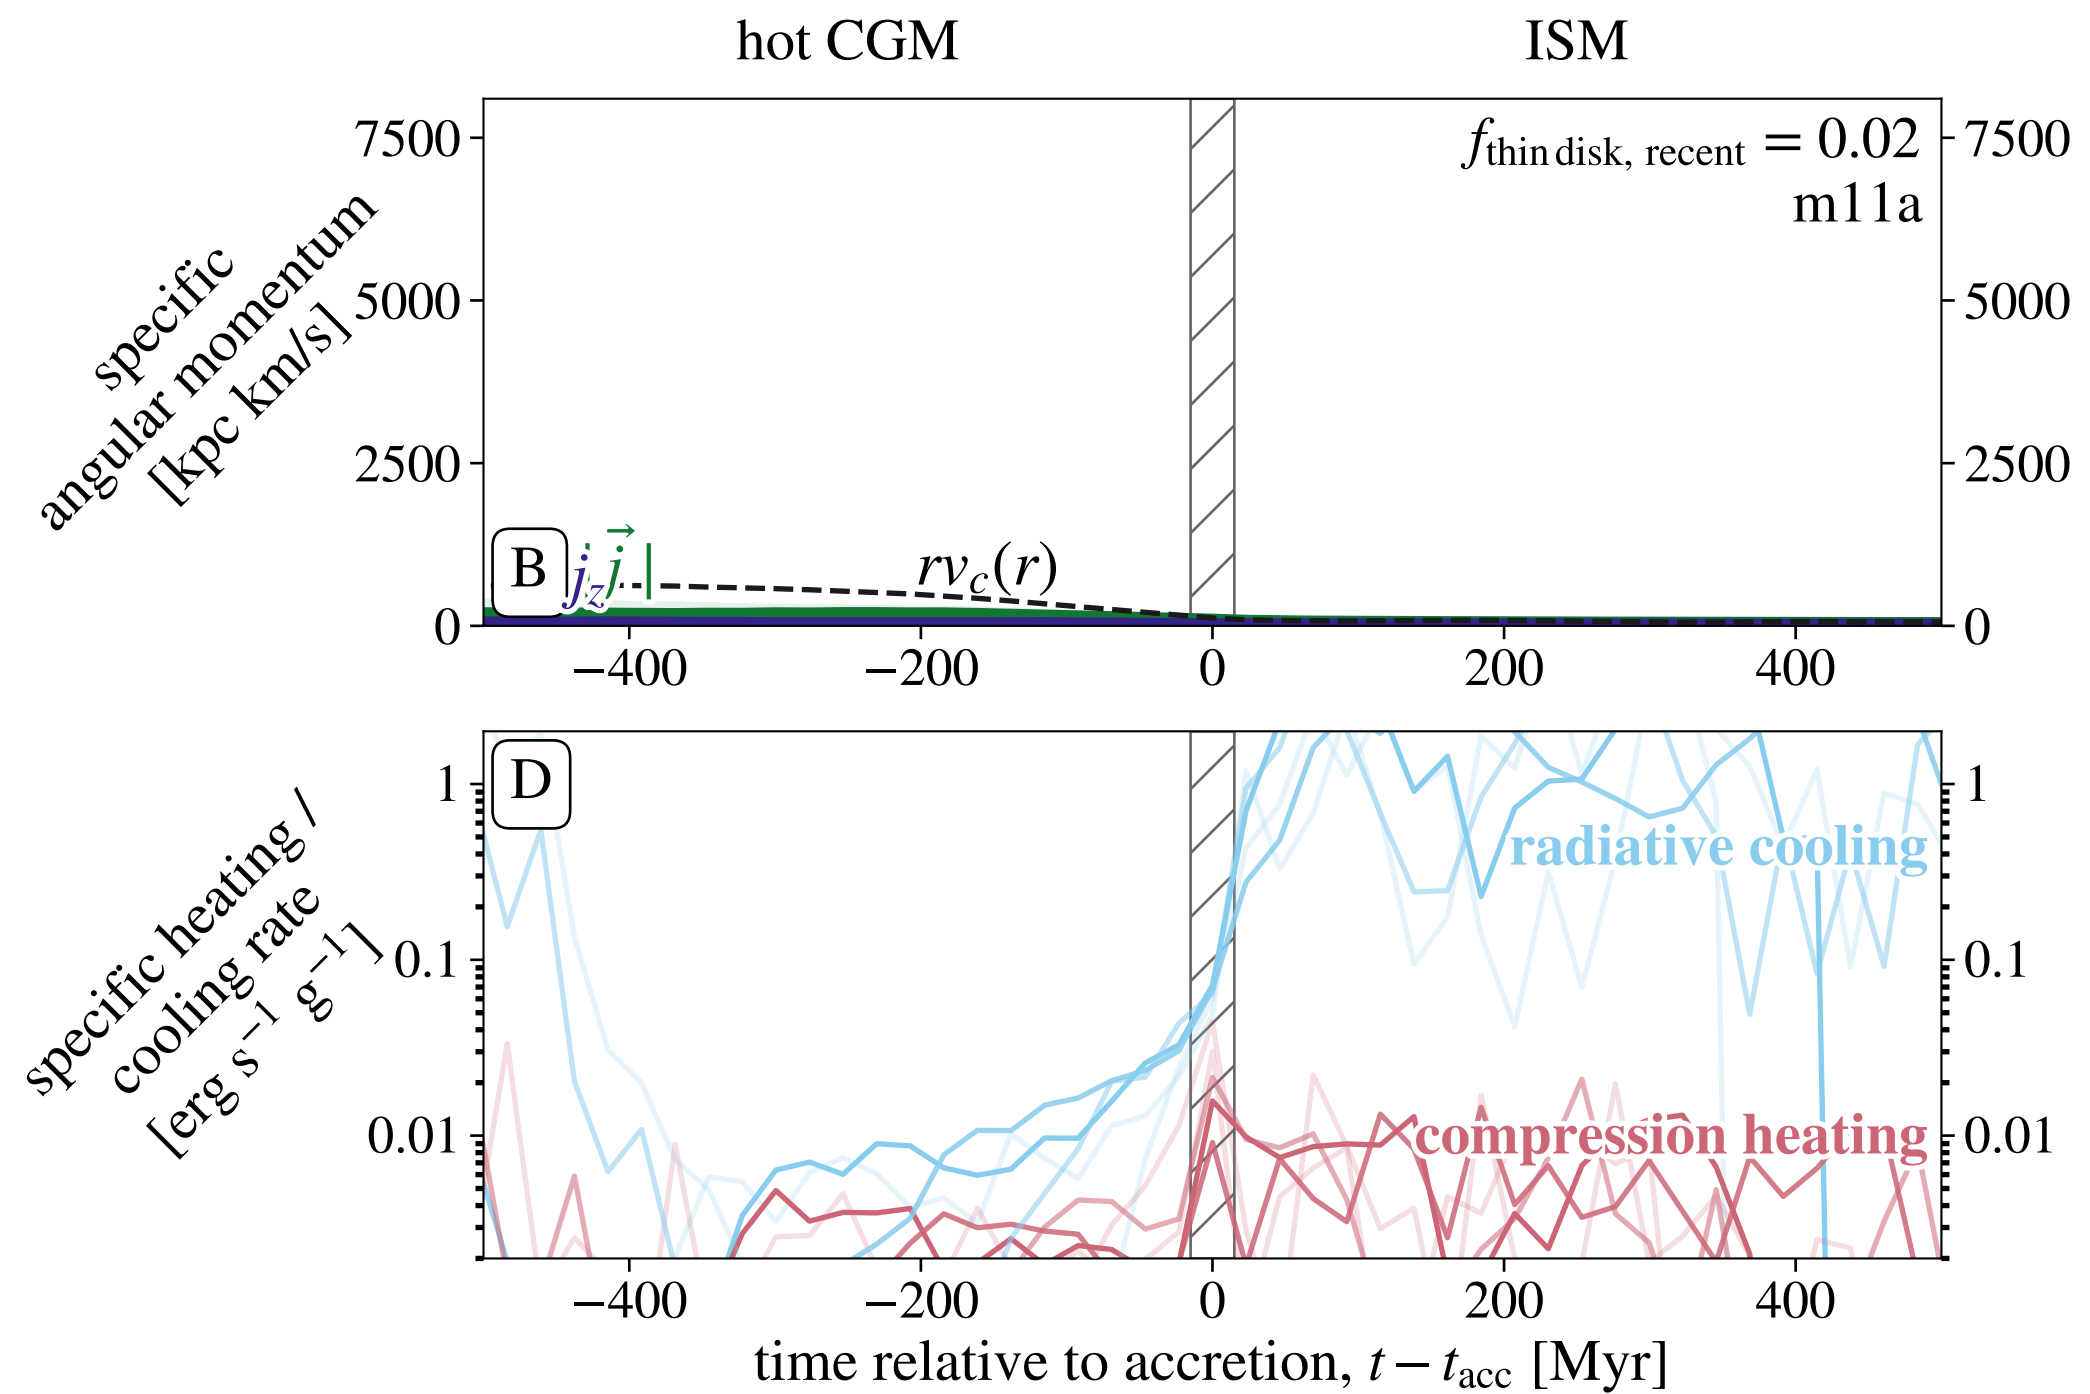 hot CGM
ISM
7500
5000
2500
0
7500
5000
2500
0
specific
angular momentum
[kpc km/s]
f_thin disk, recent = 0.02
m11a
B
j_z
|j⃗|
rv_c(r)
−400
−200
0
200
400
D
1
0.1
0.01
1
0.1
0.01
specific heating /
cooling rate
[erg s⁻¹ g⁻¹]
radiative cooling
compression heating
−400
−200
0
200
400
time relative to accretion, t − t_acc [Myr]